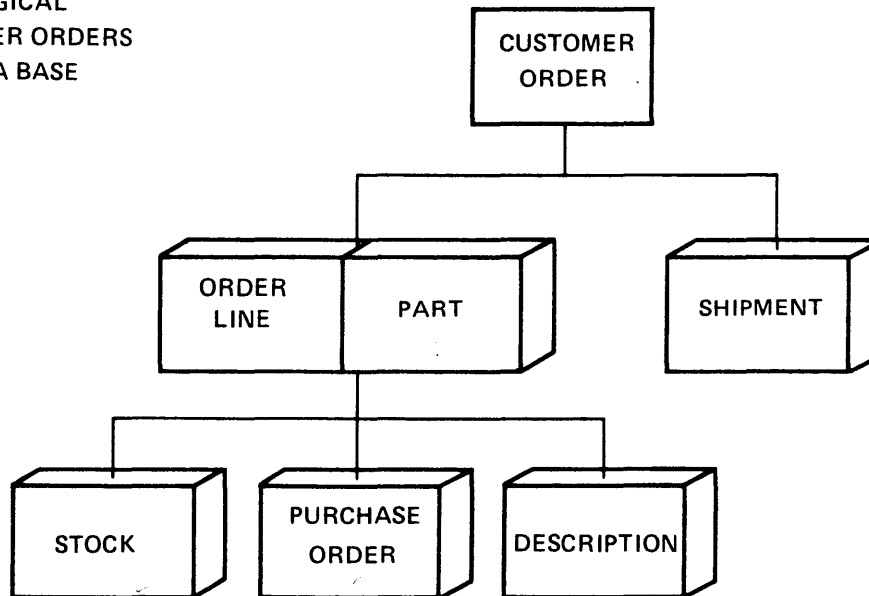 GICAL
ER ORDERS
A BASE
CUSTOMER
ORDER
ORDER
LINE
PART
SHIPMENT
STOCK
PURCHASE
ORDER
DESCRIPTION